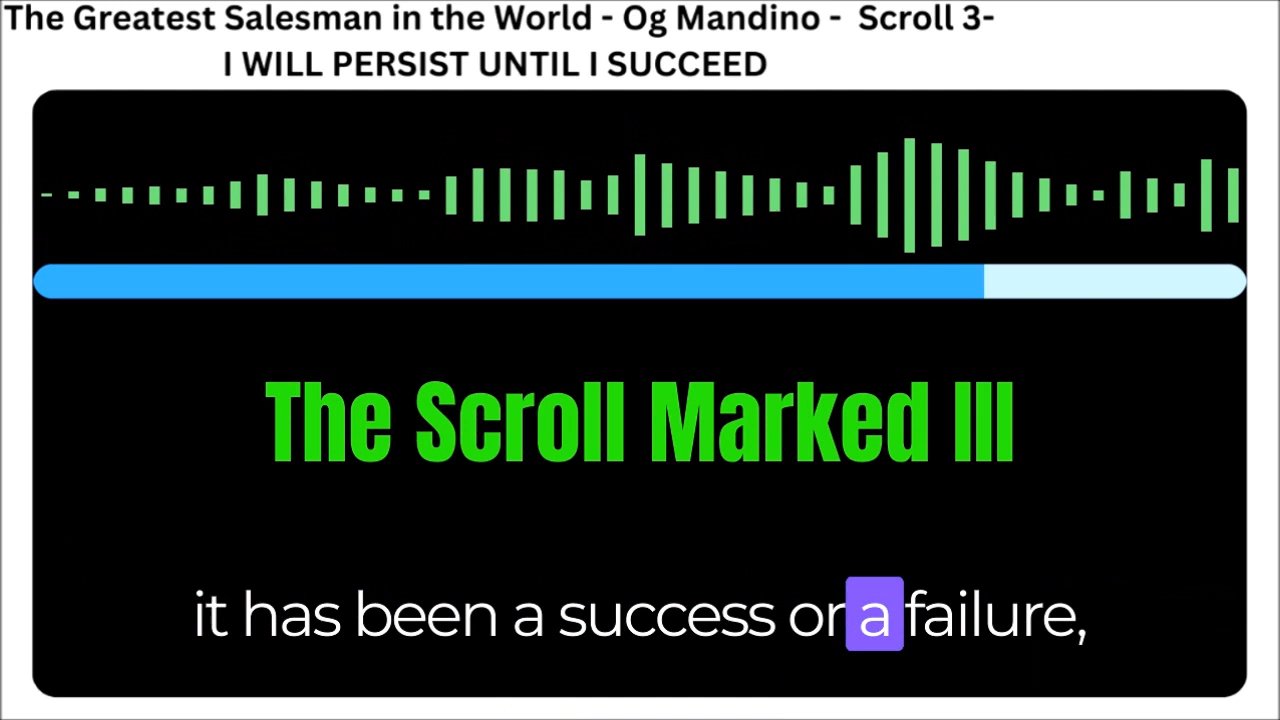 The Greatest Salesman in the World - Og Mandino - Scroll 3-
I WILL PERSIST UNTIL I SUCCEED
The Scroll Marked III
it has been a success or a failure,